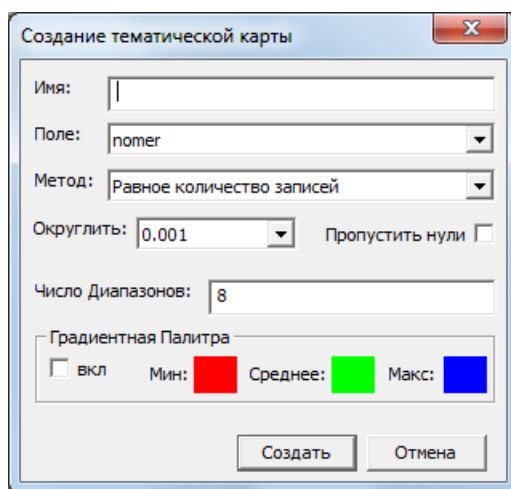 Создание тематической карты
Имя:
Поле: nomer
Метод: Равное количество записей
Округлить: 0.001 Пропустить нули
Число Диапазонов: 8
Градиентная Палитра
вкл Мин: Среднее: Макс:
Создать Отмена